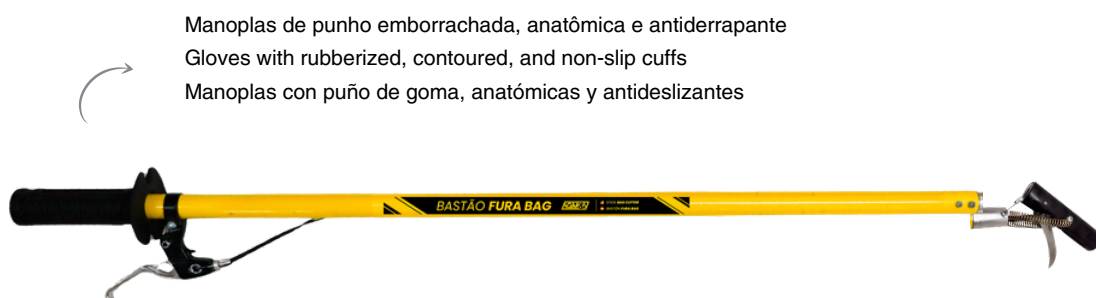 Manoplas de punho emborrachada, anatômica e antiderrapante
Gloves with rubberized, contoured, and non-slip cuffs
Manoplas con puño de goma, anatómicas y antideslizantes
BASTÃO FURA BAG